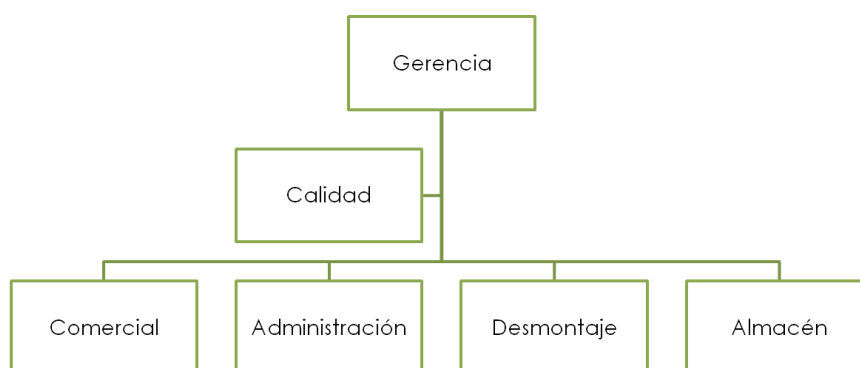 Gerencia
Calidad
Comercial
Administración
Desmontaje
Almacén